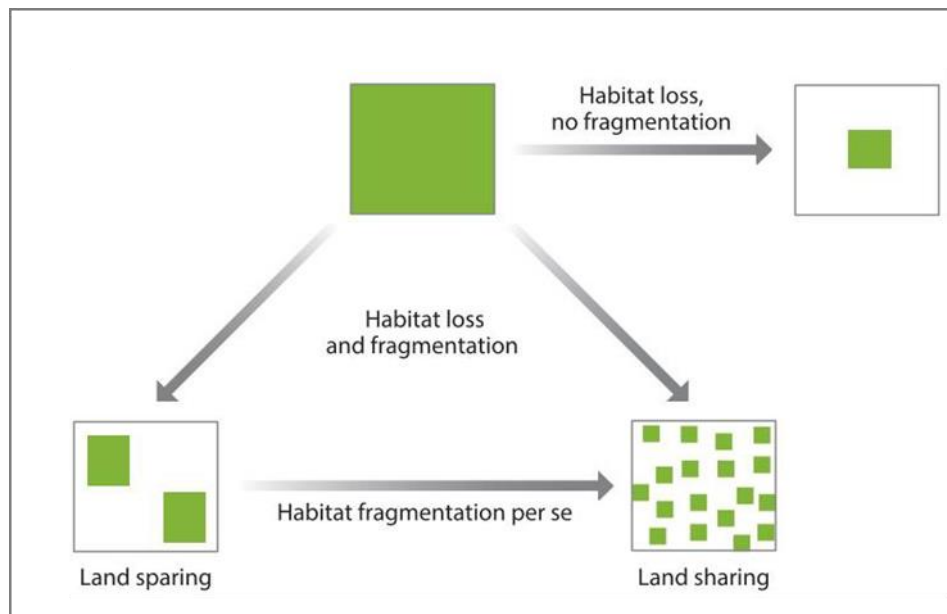 Habitat loss,
no fragmentation
Habitat loss
and fragmentation
Habitat fragmentation per se
Land sparing
Land sharing